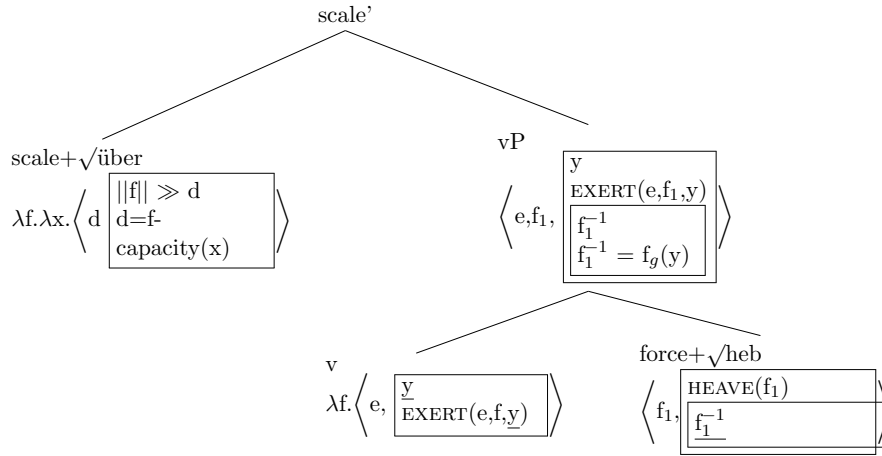 scale'
scale+√über
λf.λx.⟨d ||f|| ≫ d
d=f-
capacity(x)⟩
vP
⟨e,f₁, y
EXERT(e,f₁,y)
f₁⁻¹
f₁⁻¹ = f_g(y)⟩
v
λf.⟨e, y
EXERT(e,f,y)⟩
force+√heb
⟨f₁, HEAVE(f₁)
f₁⁻¹⟩